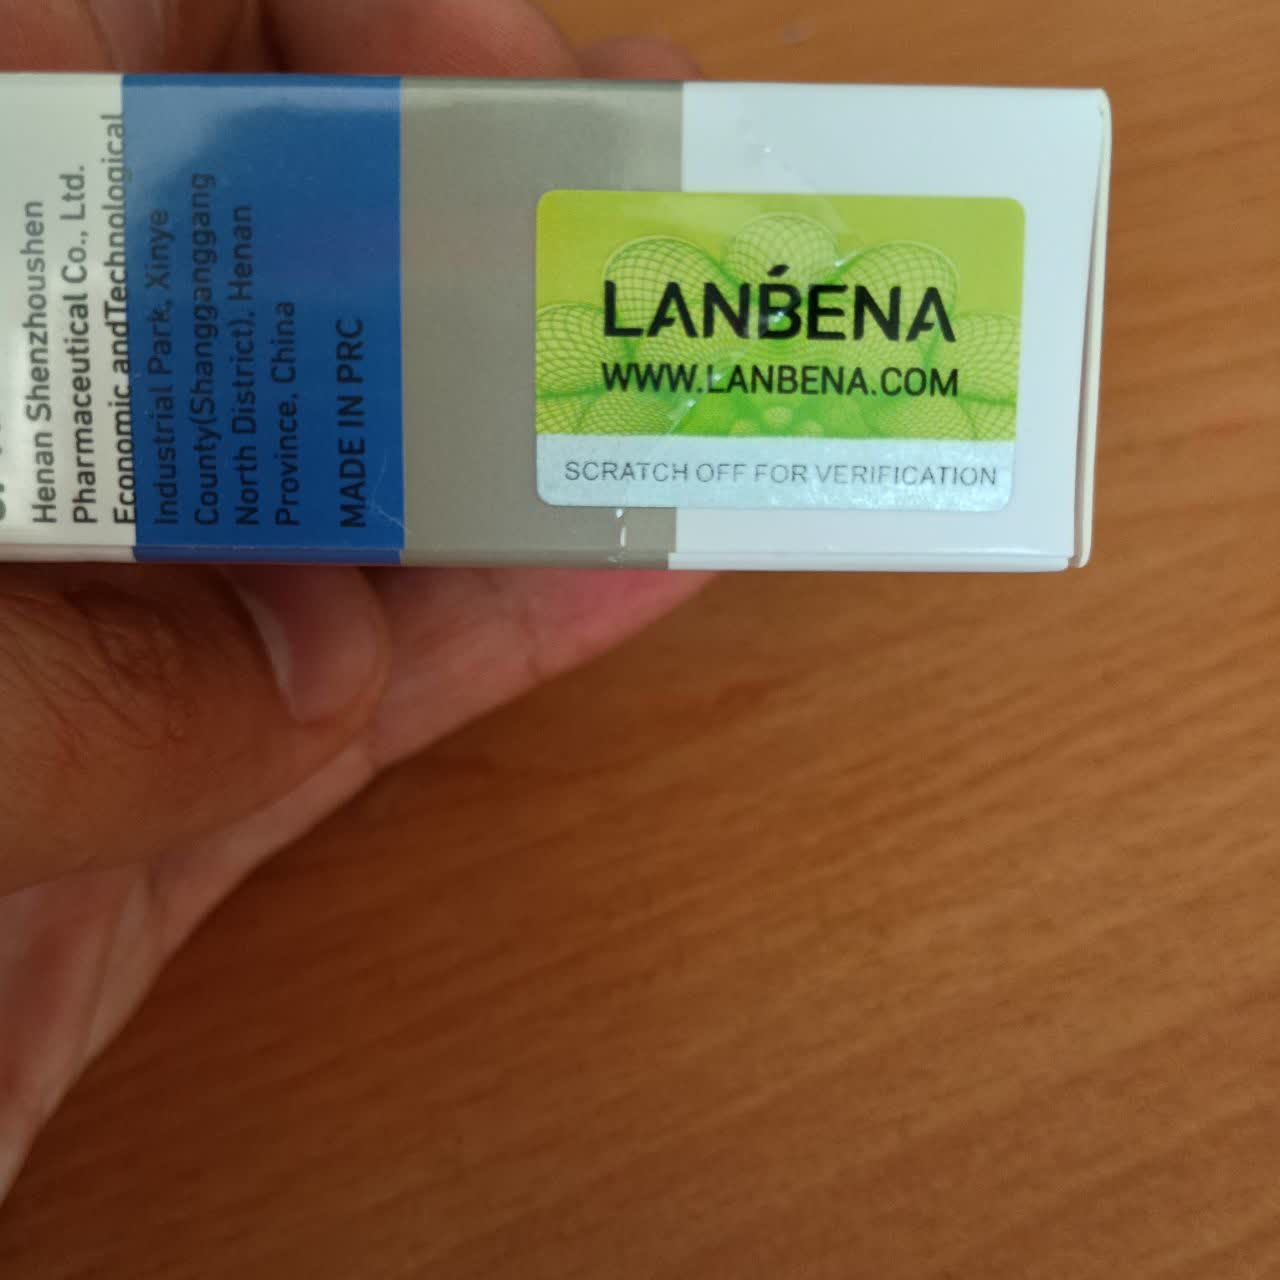 Henan Shenzhoushen
Pharmaceutical Co., Ltd.
Economic andTechnological
Industrial Park, Xinye
County(Shanggangganggang
North District), Henan
Province, China
MADE IN PRC
LANBENA
WWW.LANBENA.COM
SCRATCH OFF FOR VERIFICATION